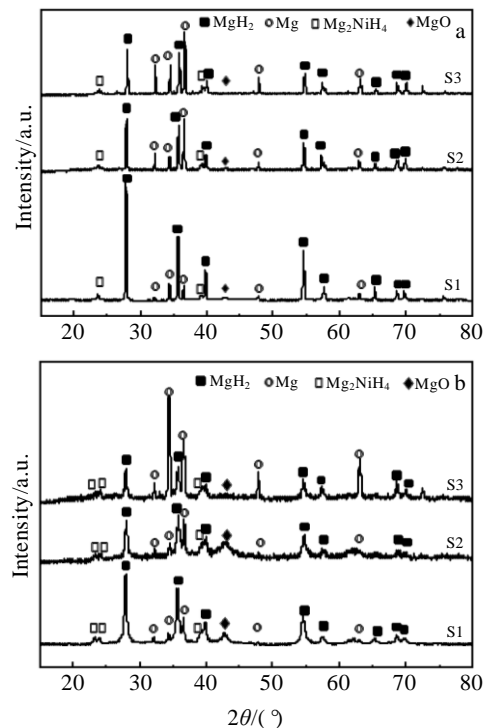 MgH₂ Mg Mg₂NiH₄ MgO a
S3
S2
S1
Intensity/a.u.
20 30 40 50 60 70 80
MgH₂ Mg Mg₂NiH₄ MgO b
S3
S2
S1
Intensity/a.u.
20 30 40 50 60 70 80
2θ/(°)